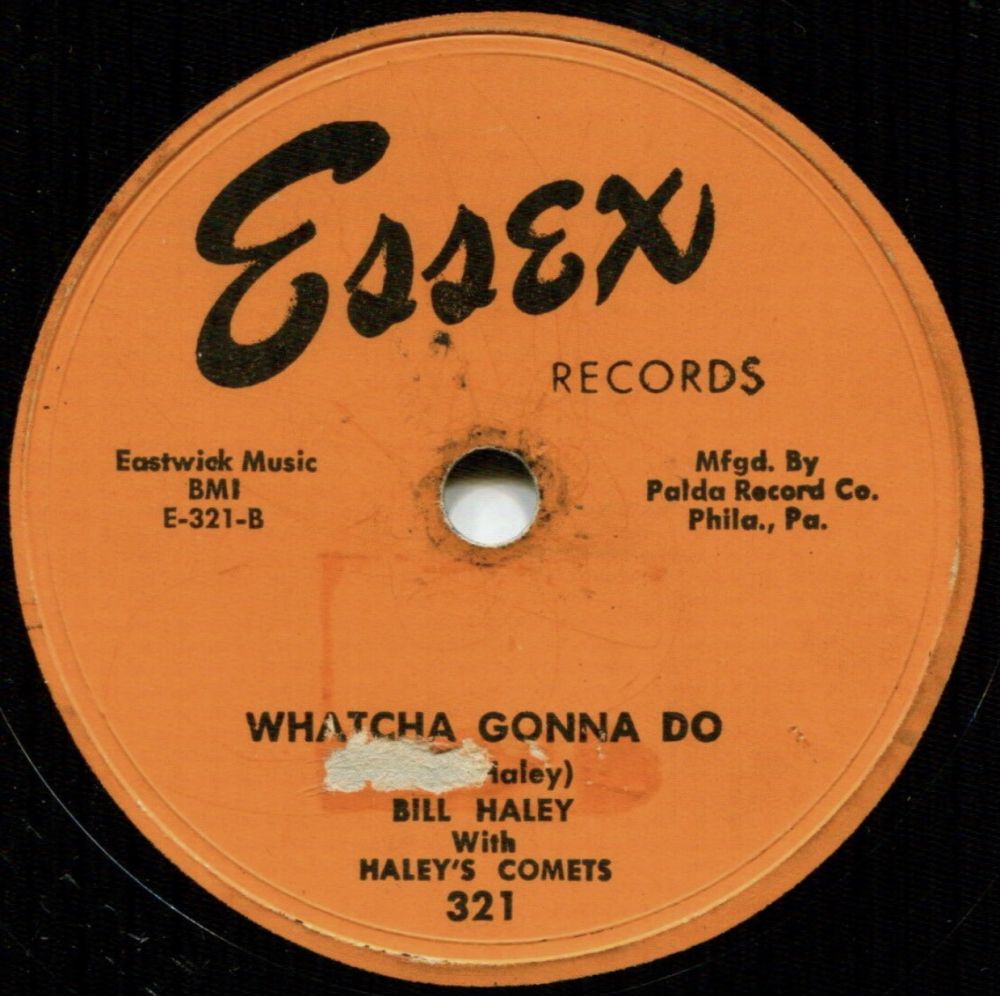 Essex
RECORDS
Eastwick Music
BMI
E-321-B
Mfgd. By
Palda Record Co.
Phila., Pa.
WHATCHA GONNA DO
aley)
BILL HALEY
With
HALEY'S COMETS
321